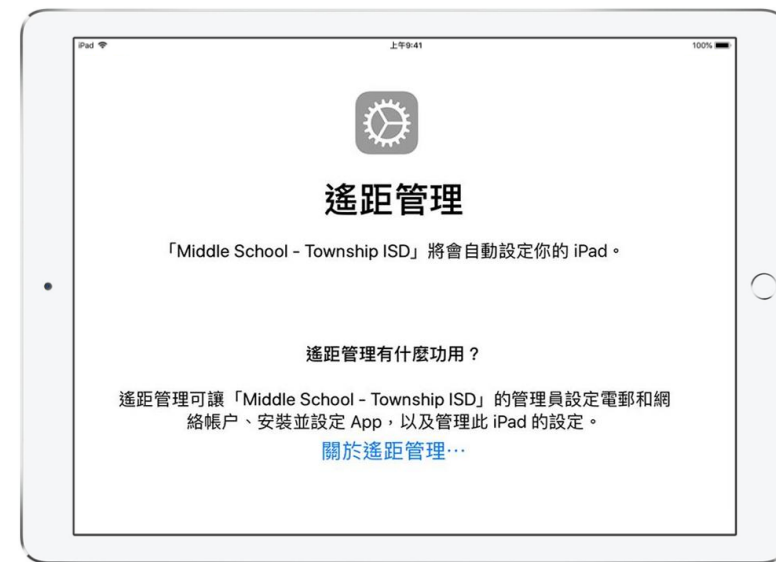 iPad 上午9:41 100%
遙距管理
「Middle School - Township ISD」將會自動設定你的 iPad。
遙距管理有什麼功用？
遙距管理可讓「Middle School - Township ISD」的管理員設定電郵和網
絡帳户、安裝並設定 App，以及管理此 iPad 的設定。
關於遙距管理⋯